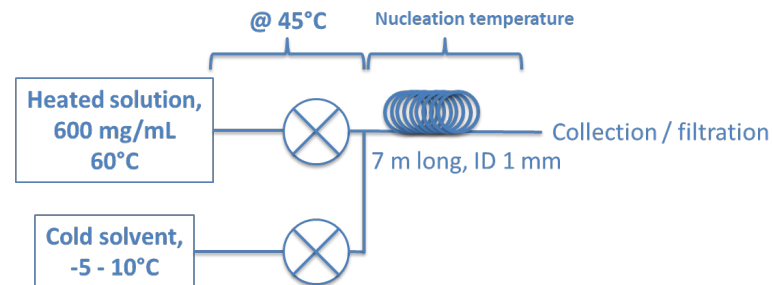 @ 45°C
Nucleation temperature
Heated solution,
600 mg/mL
60°C
Collection / filtration
7 m long, ID 1 mm
Cold solvent,
-5 - 10°C